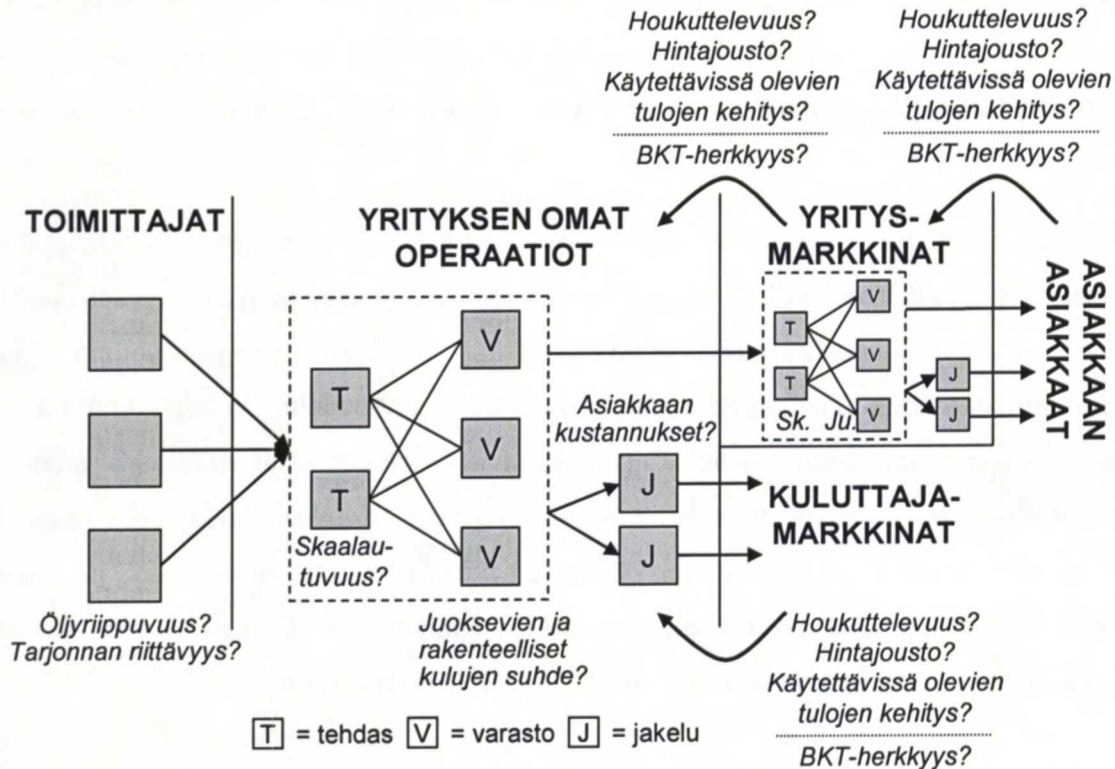 Houkuttelevuus?
Hintajousto?
Käytettävissä olevien
tulojen kehitys?
BKT-herkkyys?
Houkuttelevuus?
Hintajousto?
Käytettävissä olevien
tulojen kehitys?
BKT-herkkyys?
TOIMITTAJAT
YRITYKSEN OMAT
OPERAATIOT
YRITYS-
MARKKINAT
ASIAKKAAN
ASIAKKAAT
T
T
V
V
V
Skaalau-
tuvuus?
T
T
V
V
V
Sk. Ju.
J
J
Asiakkaan
kustannukset?
J
J
KULUTTAJA-
MARKKINAT
Öljyriippuvuus?
Tarjonnan riittävyys?
Juoksevien ja
rakenteelliset
kulujen suhde?
Houkuttelevuus?
Hintajousto?
Käytettävissä olevien
tulojen kehitys?
BKT-herkkyys?
T = tehdas V = varasto J = jakelu